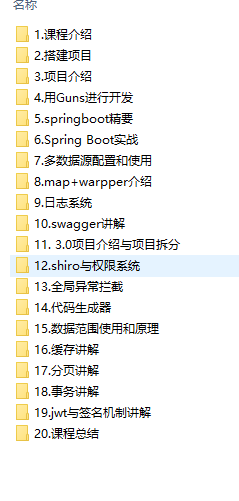 名称
1.课程介绍
2.搭建项目
3.项目介绍
4.用Guns进行开发
5.springboot精要
6.Spring Boot实战
7.多数据源配置和使用
8.map+warpper介绍
9.日志系统
10.swagger讲解
11. 3.0项目介绍与项目拆分
12.shiro与权限系统
13.全局异常拦截
14.代码生成器
15.数据范围使用和原理
16.缓存讲解
17.分页讲解
18.事务讲解
19.jwt与签名机制讲解
20.课程总结